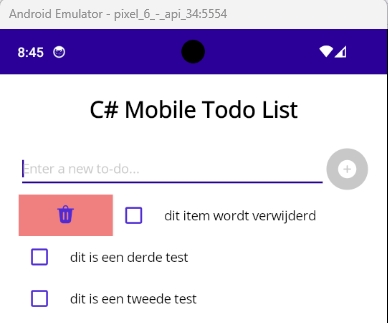 Android Emulator - pixel_6_-_api_34:5554
8:45
C# Mobile Todo List
Enter a new to-do...
dit item wordt verwijderd
dit is een derde test
dit is een tweede test